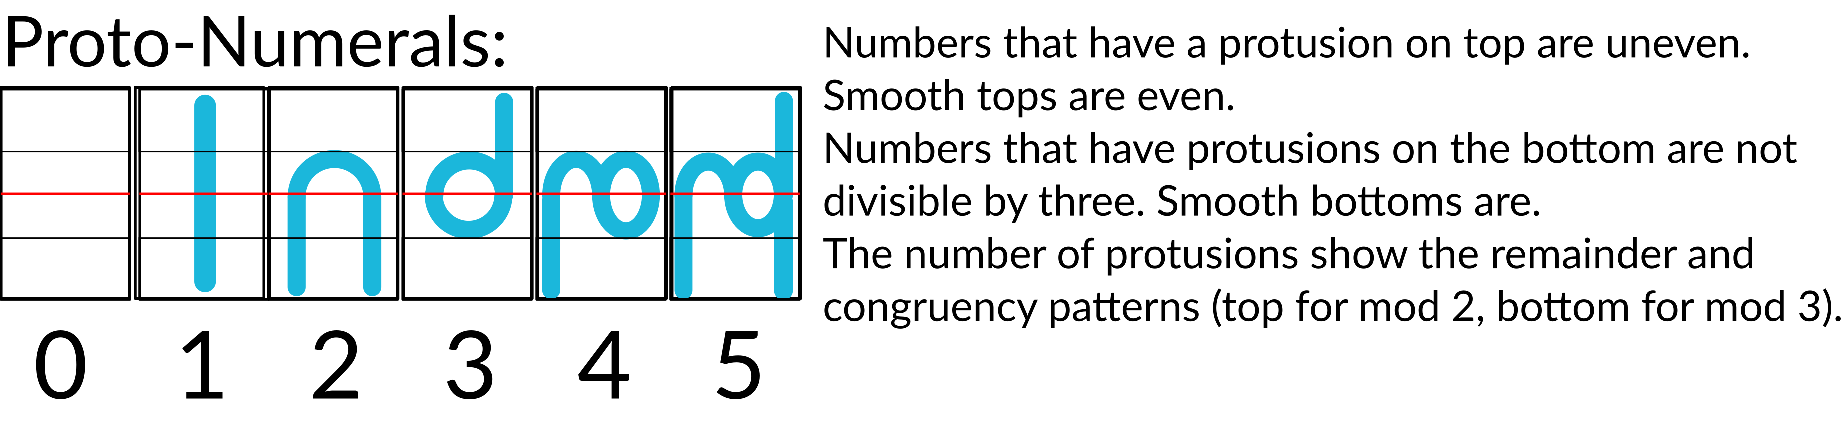 Proto-Numerals:
0 1 2 3 4 5
Numbers that have a protusion on top are uneven.
Smooth tops are even.
Numbers that have protusions on the bottom are not
divisible by three. Smooth bottoms are.
The number of protusions show the remainder and
congruency patterns (top for mod 2, bottom for mod 3).